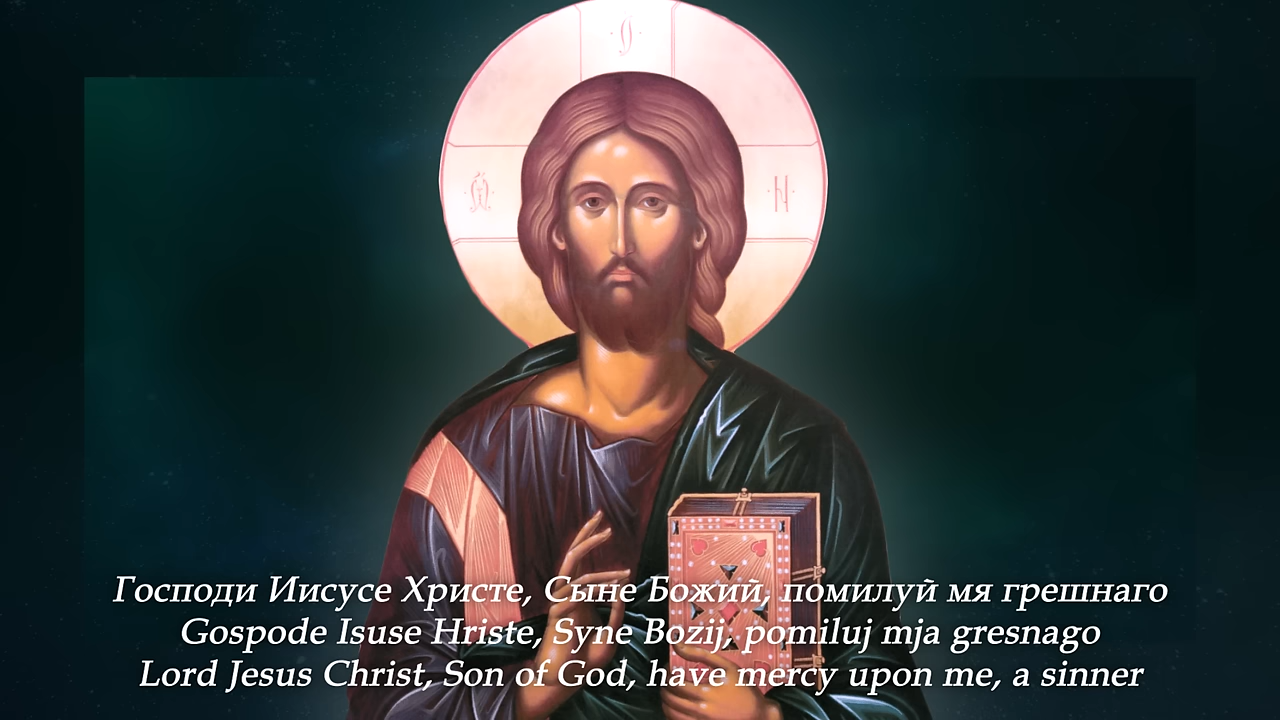 Ѻ
Ѿ Н
Господи Иисусе Христе, Сыне Божий, помилуй мя грешнаго
Gospode Isuse Hriste, Syne Bozij, pomiluj mja gresnago
Lord Jesus Christ, Son of God, have mercy upon me, a sinner